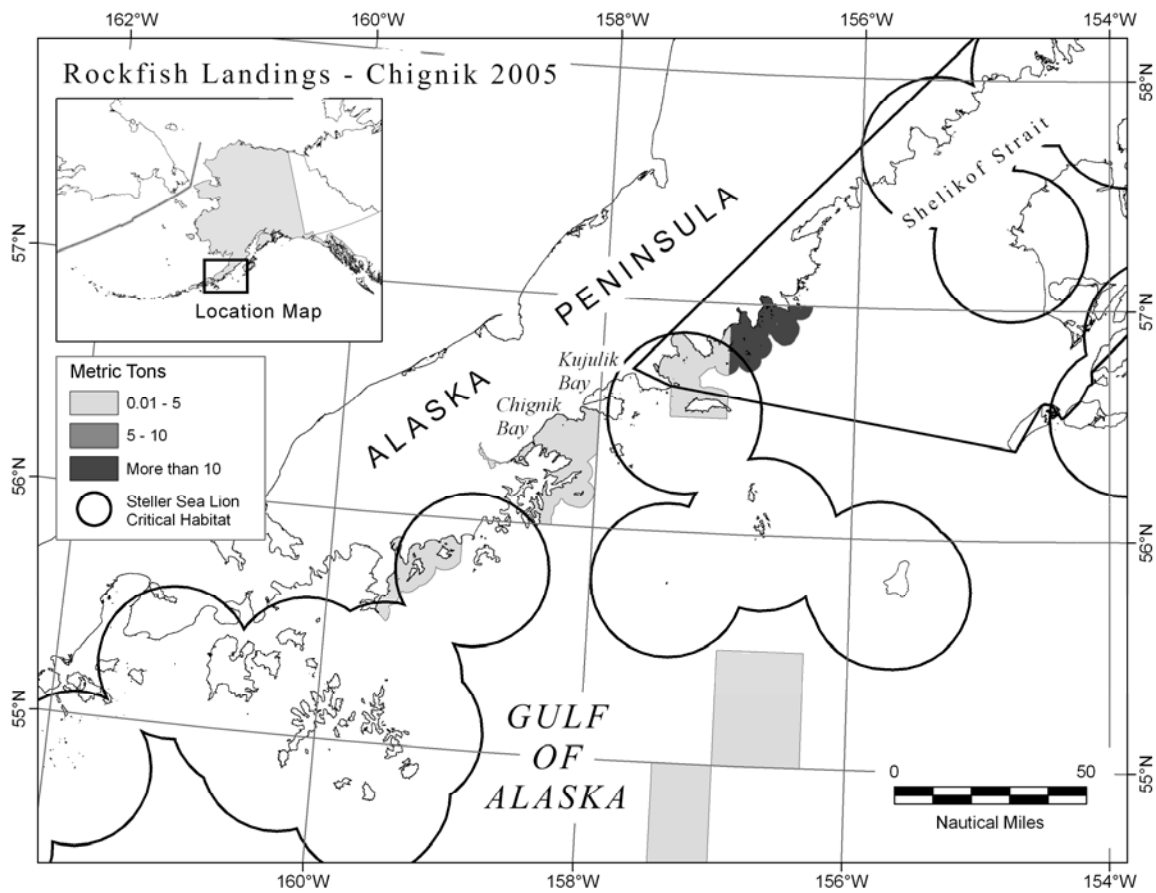 162°W
160°W
158°W
156°W
154°W
Rockfish Landings - Chignik 2005
58°N
Location Map
Shelikof Strait
57°N
57°N
ALASKA PENINSULA
Kujulik
Bay
Chignik
Bay
Metric Tons
0.01 - 5
5 - 10
More than 10
Steller Sea Lion
Critical Habitat
56°N
56°N
55°N
55°N
GULF
OF
ALASKA
0 50
Nautical Miles
160°W
158°W
156°W
154°W